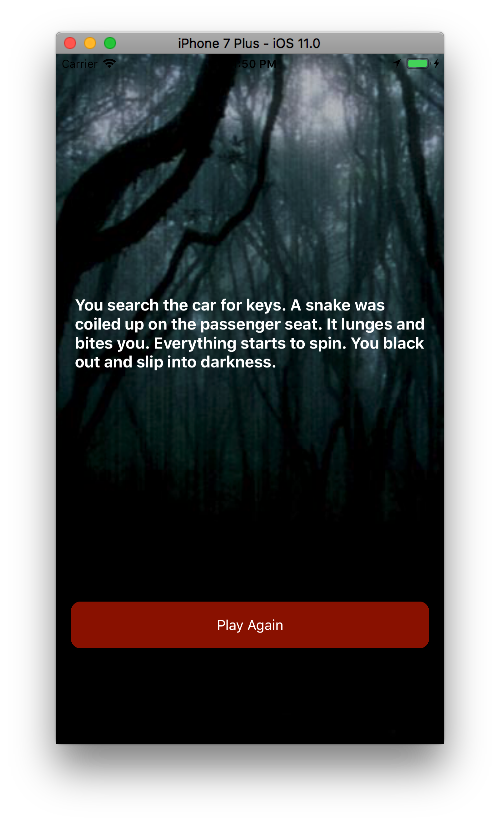 iPhone 7 Plus - iOS 11.0
Carrier
50 PM
You search the car for keys. A snake was
coiled up on the passenger seat. It lunges and
bites you. Everything starts to spin. You black
out and slip into darkness.
Play Again